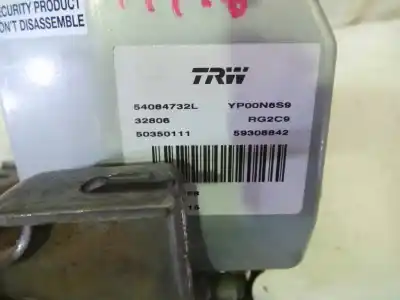 SECURITY PRODUCT
DON'T DISASSEMBLE
TRW
54084732L YP00N6S9
32806 RG2C9
50350111 59308842